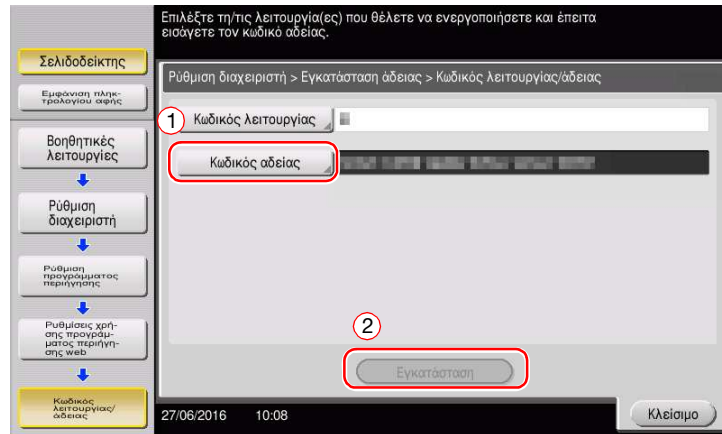 Επιλέξτε τη/τις λειτουργία(ες) που θέλετε να ενεργοποιήσετε και έπειτα
εισάγετε τον κωδικό αδείας.
Σελιδοδείκτης
Εμφάνιση πληκ-
τρολογίου αφής
Βοηθητικές
λειτουργίες
Ρύθμιση
διαχειριστή
Ρύθμιση
προγράμματος
περιήγησης
Ρυθμίσεις χρή-
σης προγράμ-
ματος περιήγη-
σης web
Κωδικός
λειτουργίας/
άδειας
Ρύθμιση διαχειριστή > Εγκατάσταση άδειας > Κωδικός λειτουργίας/άδειας
1
Κωδικός λειτουργίας
Κωδικός αδείας
2
Εγκατάσταση
27/06/2016 10:08
Κλείσιμο